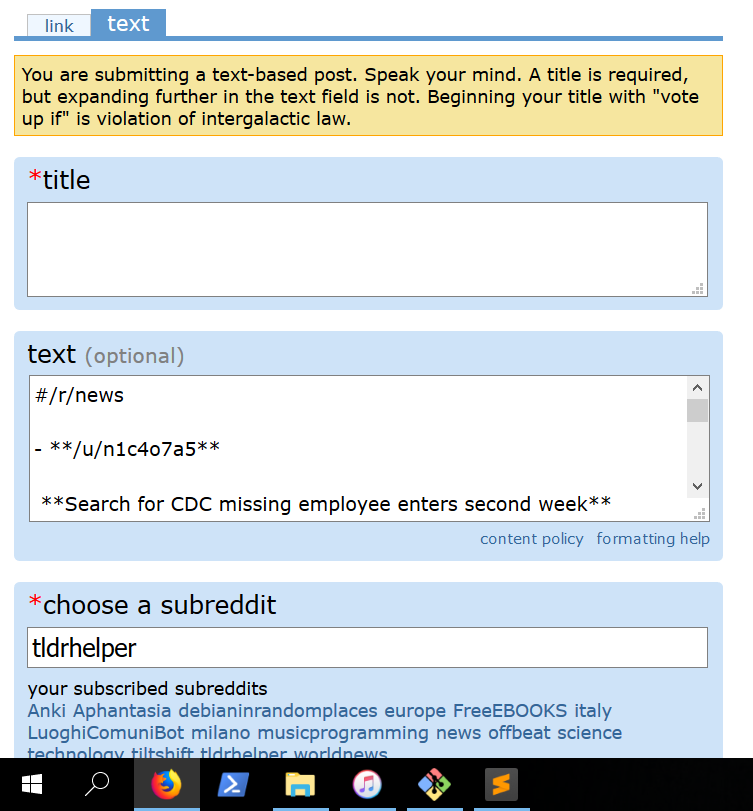 link text
You are submitting a text-based post. Speak your mind. A title is required,
but expanding further in the text field is not. Beginning your title with "vote
up if" is violation of intergalactic law.
*title
text (optional)
#/r/news
- **/u/n1c4o7a5**
**Search for CDC missing employee enters second week**
content policy formatting help
*choose a subreddit
tldrhelper
your subscribed subreddits
Anki Aphantasia debianinrandomplaces europe FreeEBOOKS italy
LuoghiComuniBot milano musicprogramming news offbeat science
technology tiltshift tldrhelper worldnews